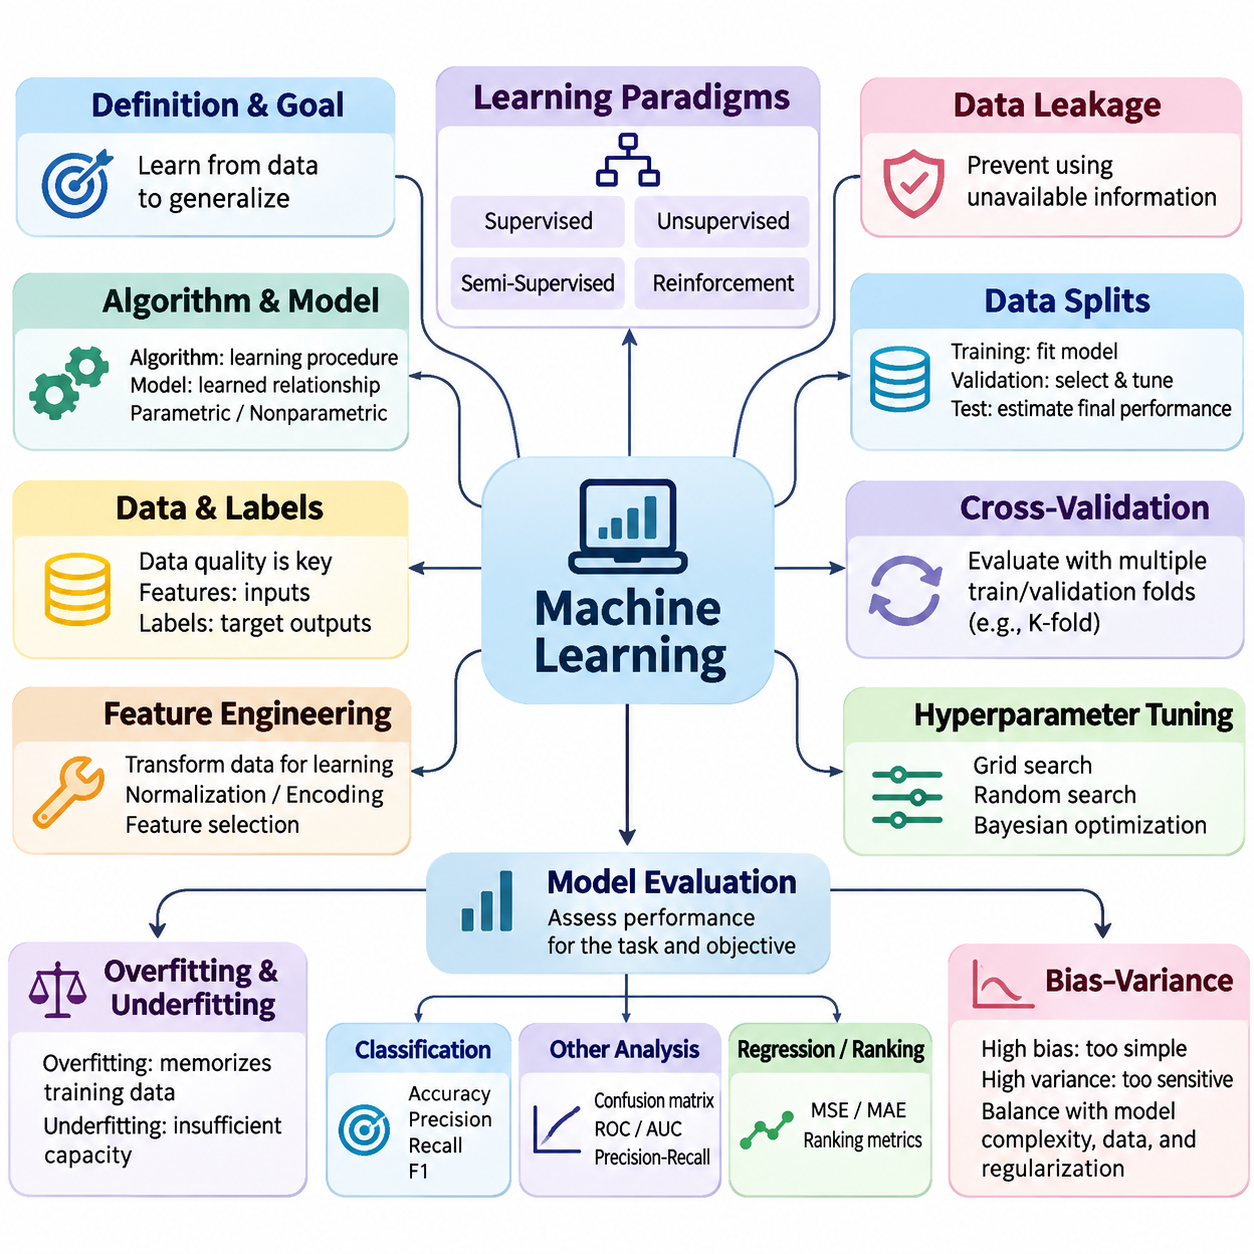 Definition & Goal
Learn from data
to generalize
Learning Paradigms
Supervised
Unsupervised
Semi-Supervised
Reinforcement
Data Leakage
Prevent using
unavailable information
Algorithm & Model
Algorithm: learning procedure
Model: learned relationship
Parametric / Nonparametric
Data Splits
Training: fit model
Validation: select & tune
Test: estimate final performance
Data & Labels
Data quality is key
Features: inputs
Labels: target outputs
Machine
Learning
Cross-Validation
Evaluate with multiple
train/validation folds
(e.g., K-fold)
Feature Engineering
Transform data for learning
Normalization / Encoding
Feature selection
Hyperparameter Tuning
Grid search
Random search
Bayesian optimization
Model Evaluation
Assess performance
for the task and objective
Overfitting &
Underfitting
Overfitting: memorizes
training data
Underfitting: insufficient
capacity
Classification
Accuracy
Precision
Recall
F1
Other Analysis
Confusion matrix
ROC / AUC
Precision-Recall
Regression / Ranking
MSE / MAE
Ranking metrics
Bias–Variance
High bias: too simple
High variance: too sensitive
Balance with model
complexity, data, and
regularization